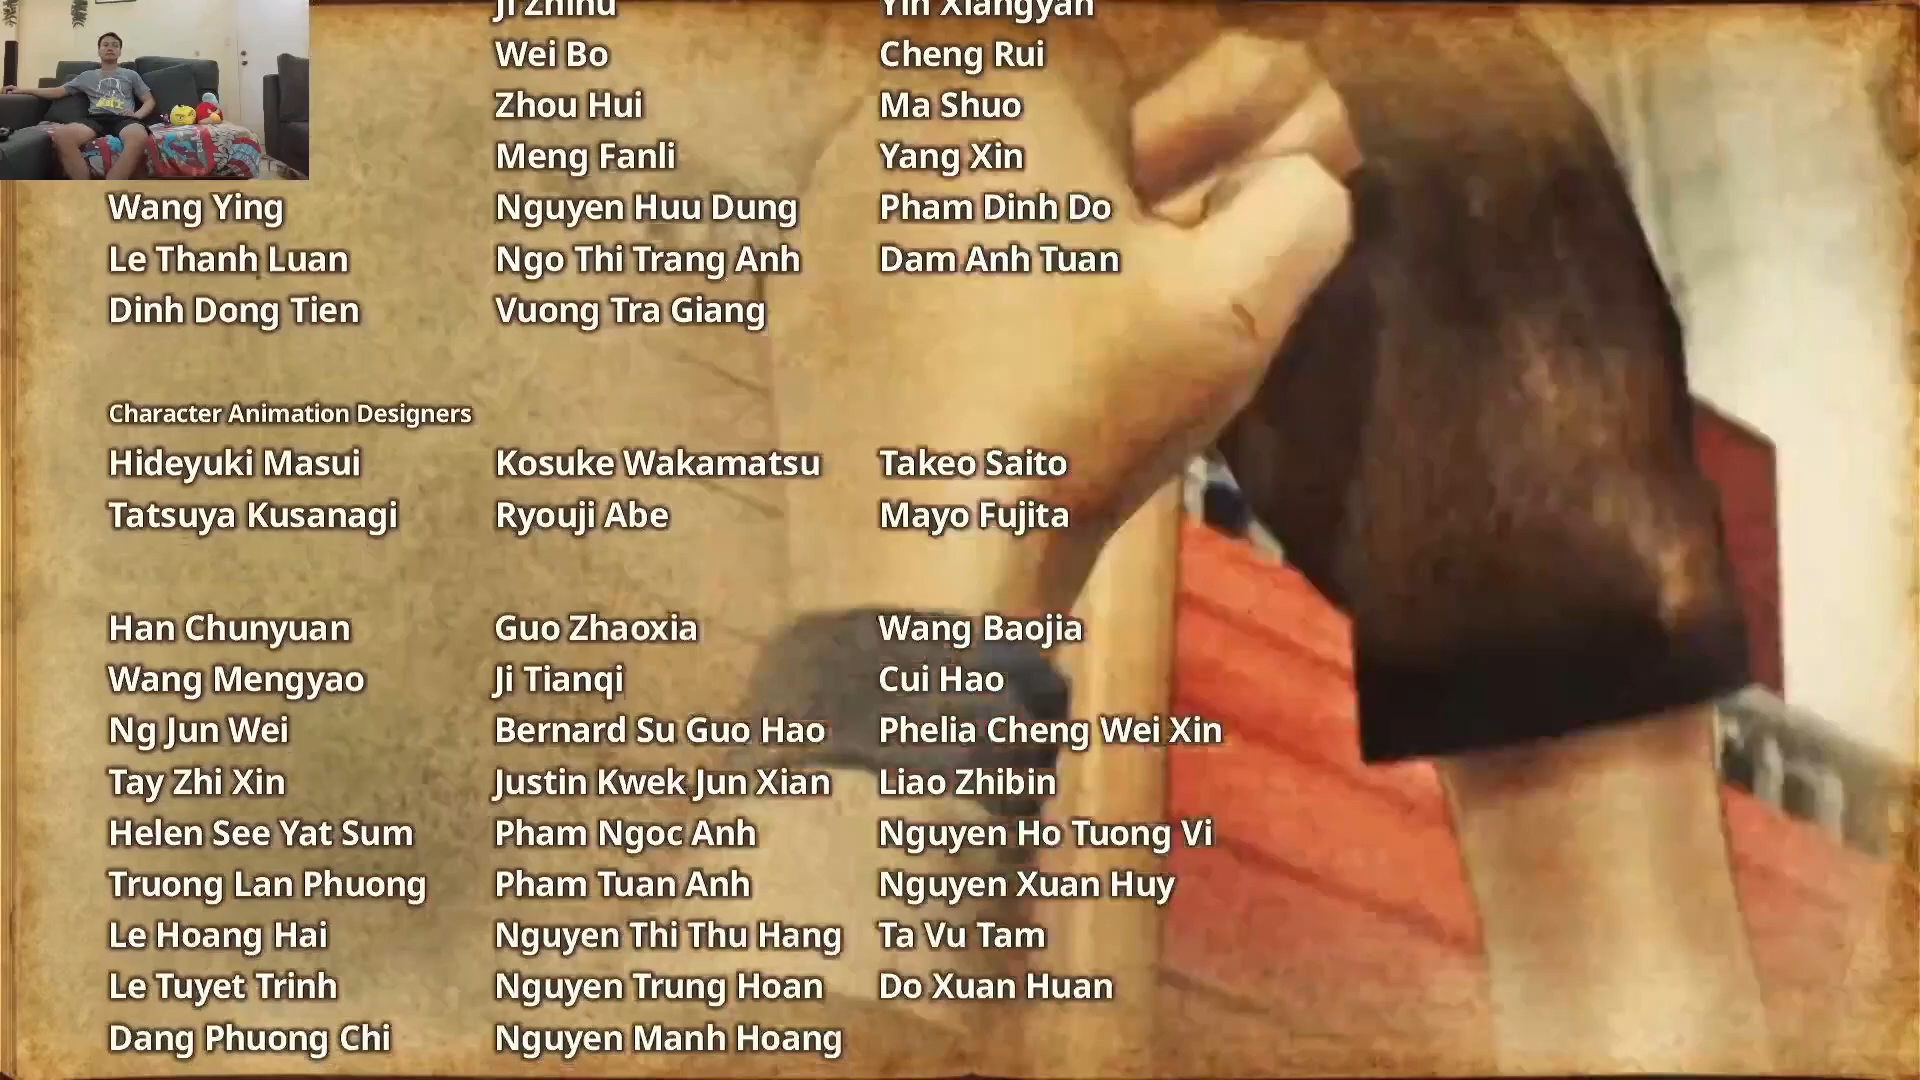 Ji Zhihu Yin Xiangyan
Wei Bo Cheng Rui
Zhou Hui Ma Shuo
Meng Fanli Yang Xin
Wang Ying Nguyen Huu Dung Pham Dinh Do
Le Thanh Luan Ngo Thi Trang Anh Dam Anh Tuan
Dinh Dong Tien Vuong Tra Giang
Character Animation Designers
Hideyuki Masui Kosuke Wakamatsu Takeo Saito
Tatsuya Kusanagi Ryouji Abe Mayo Fujita
Han Chunyuan Guo Zhaoxia Wang Baojia
Wang Mengyao Ji Tianqi Cui Hao
Ng Jun Wei Bernard Su Guo Hao Phelia Cheng Wei Xin
Tay Zhi Xin Justin Kwek Jun Xian Liao Zhibin
Helen See Yat Sum Pham Ngoc Anh Nguyen Ho Tuong Vi
Truong Lan Phuong Pham Tuan Anh Nguyen Xuan Huy
Le Hoang Hai Nguyen Thi Thu Hang Ta Vu Tam
Le Tuyet Trinh Nguyen Trung Hoan Do Xuan Huan
Dang Phuong Chi Nguyen Manh Hoang